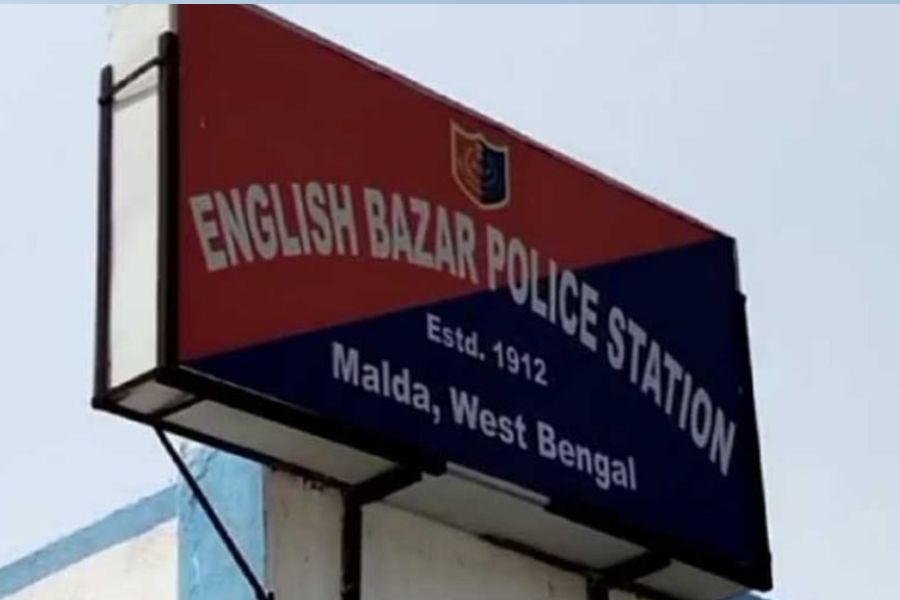 ENGLISH BAZAR POLICE STATION
Estd. 1912
Malda, West Bengal